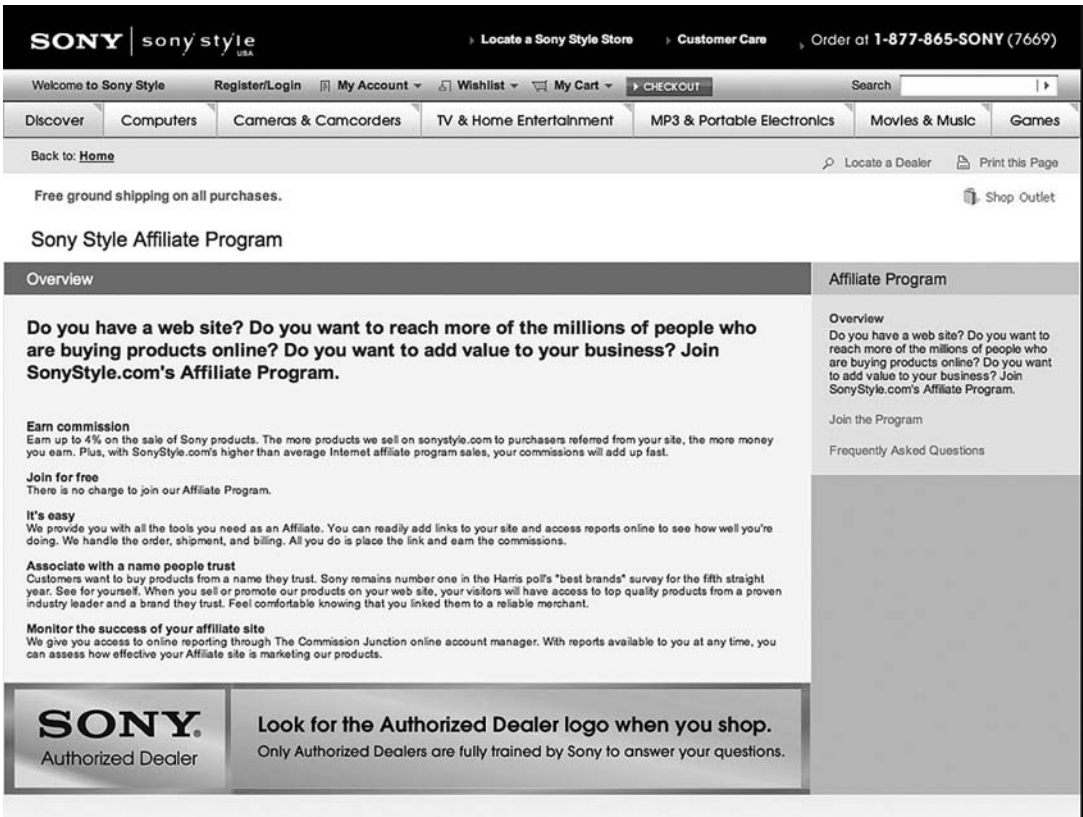 SONY sony style USA
Locate a Sony Style Store Customer Care Order at 1-877-865-SONY (7669)
Welcome to Sony Style Register/Login My Account Wishlist My Cart CHECKOUT Search
Discover Computers Cameras & Camcorders TV & Home Entertainment MP3 & Portable Electronics Movies & Music Games
Back to: Home Locate a Dealer Print this Page
Free ground shipping on all purchases. Shop Outlet
Sony Style Affiliate Program
Overview
Do you have a web site? Do you want to reach more of the millions of people who
are buying products online? Do you want to add value to your business? Join
SonyStyle.com's Affiliate Program.
Earn commission
Earn up to 4% on the sale of Sony products. The more products we sell on sonystyle.com to purchasers referred from your site, the more money
you earn. Plus, with SonyStyle.com's higher than average Internet affiliate program sales, your commissions will add up fast.
Join for free
There is no charge to join our Affiliate Program.
It's easy
We provide you with all the tools you need as an Affiliate. You can readily add links to your site and access reports online to see how well you're
doing. We handle the order, shipment, and billing. All you do is place the link and earn the commissions.
Associate with a name people trust
Customers want to buy products from a name they trust. Sony remains number one in the Harris poll's "best brands" survey for the fifth straight
year. See for yourself. When you sell or promote our products on your web site, your visitors will have access to top quality products from a proven
industry leader and a brand they trust. Feel comfortable knowing that you linked them to a reliable merchant.
Monitor the success of your affiliate site
We give you access to online reporting through The Commission Junction online account manager. With reports available to you at any time, you
can assess how effective your Affiliate site is marketing our products.
Affiliate Program
Overview
Do you have a web site? Do you want to
reach more of the millions of people who
are buying products online? Do you want
to add value to your business? Join
SonyStyle.com's Affiliate Program.
Join the Program
Frequently Asked Questions
SONY®
Authorized Dealer
Look for the Authorized Dealer logo when you shop.
Only Authorized Dealers are fully trained by Sony to answer your questions.